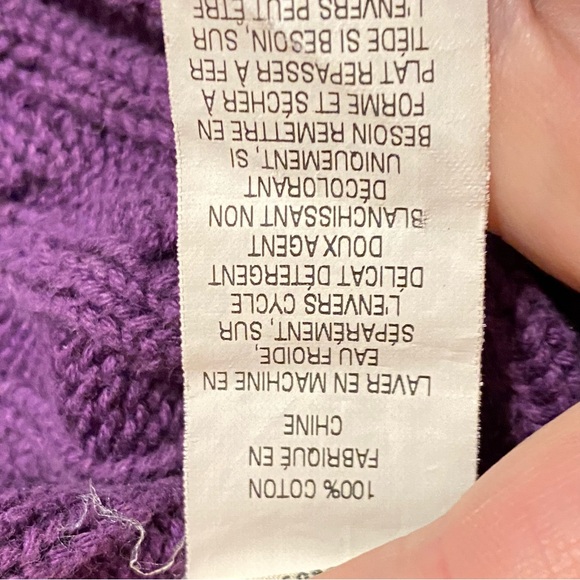 100% COTON
FABRIQUÉ EN
CHINE
LAVER EN MACHINE EN
EAU FROIDE,
SÉPARÉMENT, SUR
L'ENVERS CYCLE
DÉLICAT DÉTERGENT
DOUX AGENT
BLANCHISSANT NON
DÉCOLORANT
UNIQUEMENT, SI
BESOIN REMETTRE EN
FORME ET SÉCHER À
PLAT REPASSER À FER
TIÉDE SI BESOIN, SUR
L'ENVERS PEUT ÊTRE